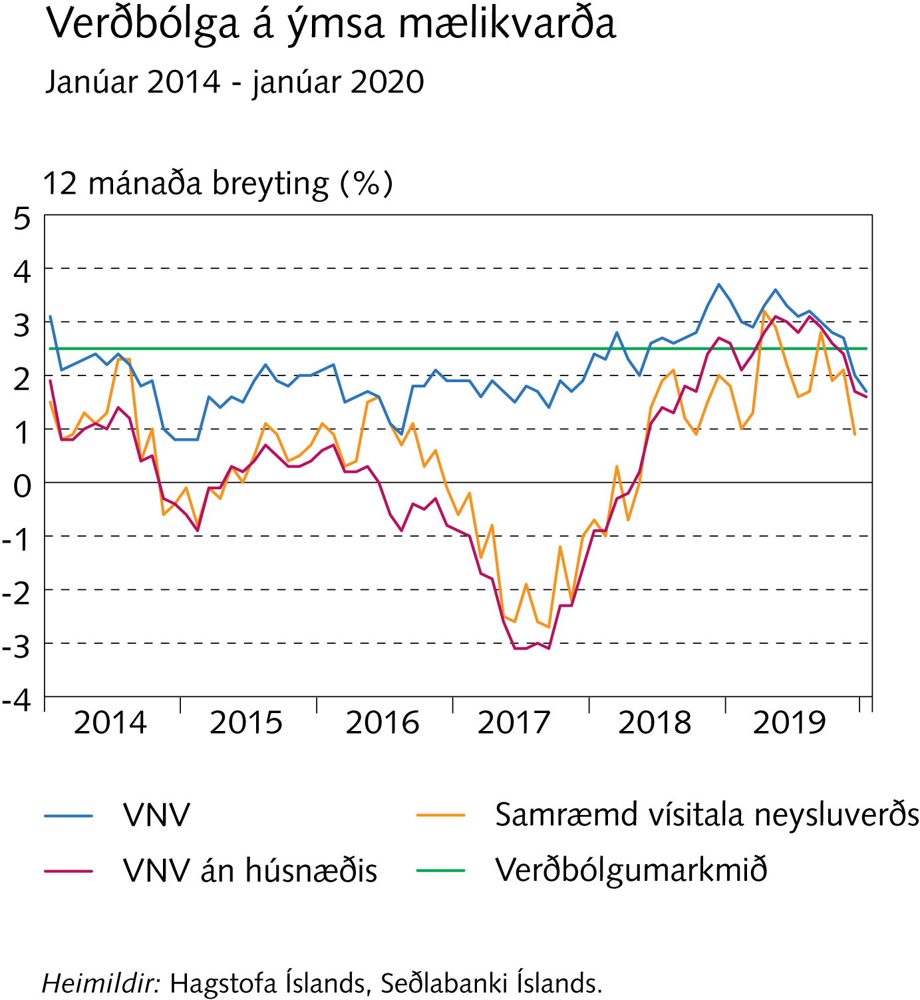 Verðbólga á ýmsa mælikvarða
Janúar 2014 - janúar 2020
12 mánaða breyting (%)
5
4
3
2
1
0
-1
-2
-3
-4
2014 2015 2016 2017 2018 2019
VNV
Samræmd vísitala neysluverðs
VNV án húsnæðis
Verðbólgumarkmið
Heimildir: Hagstofa Íslands, Seðlabanki Íslands.